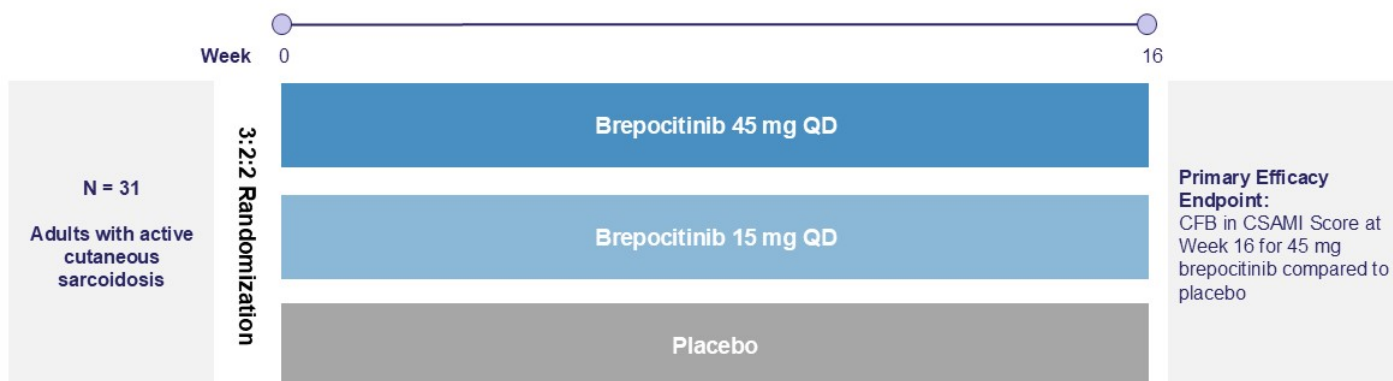 Week
0
16
N = 31
Adults with active
cutaneous
sarcoidosis
3:2:2 Randomization
Brepocitinib 45 mg QD
Brepocitinib 15 mg QD
Placebo
Primary Efficacy
Endpoint:
CFB in CSAMI Score at
Week 16 for 45 mg
brepocitinib compared to
placebo